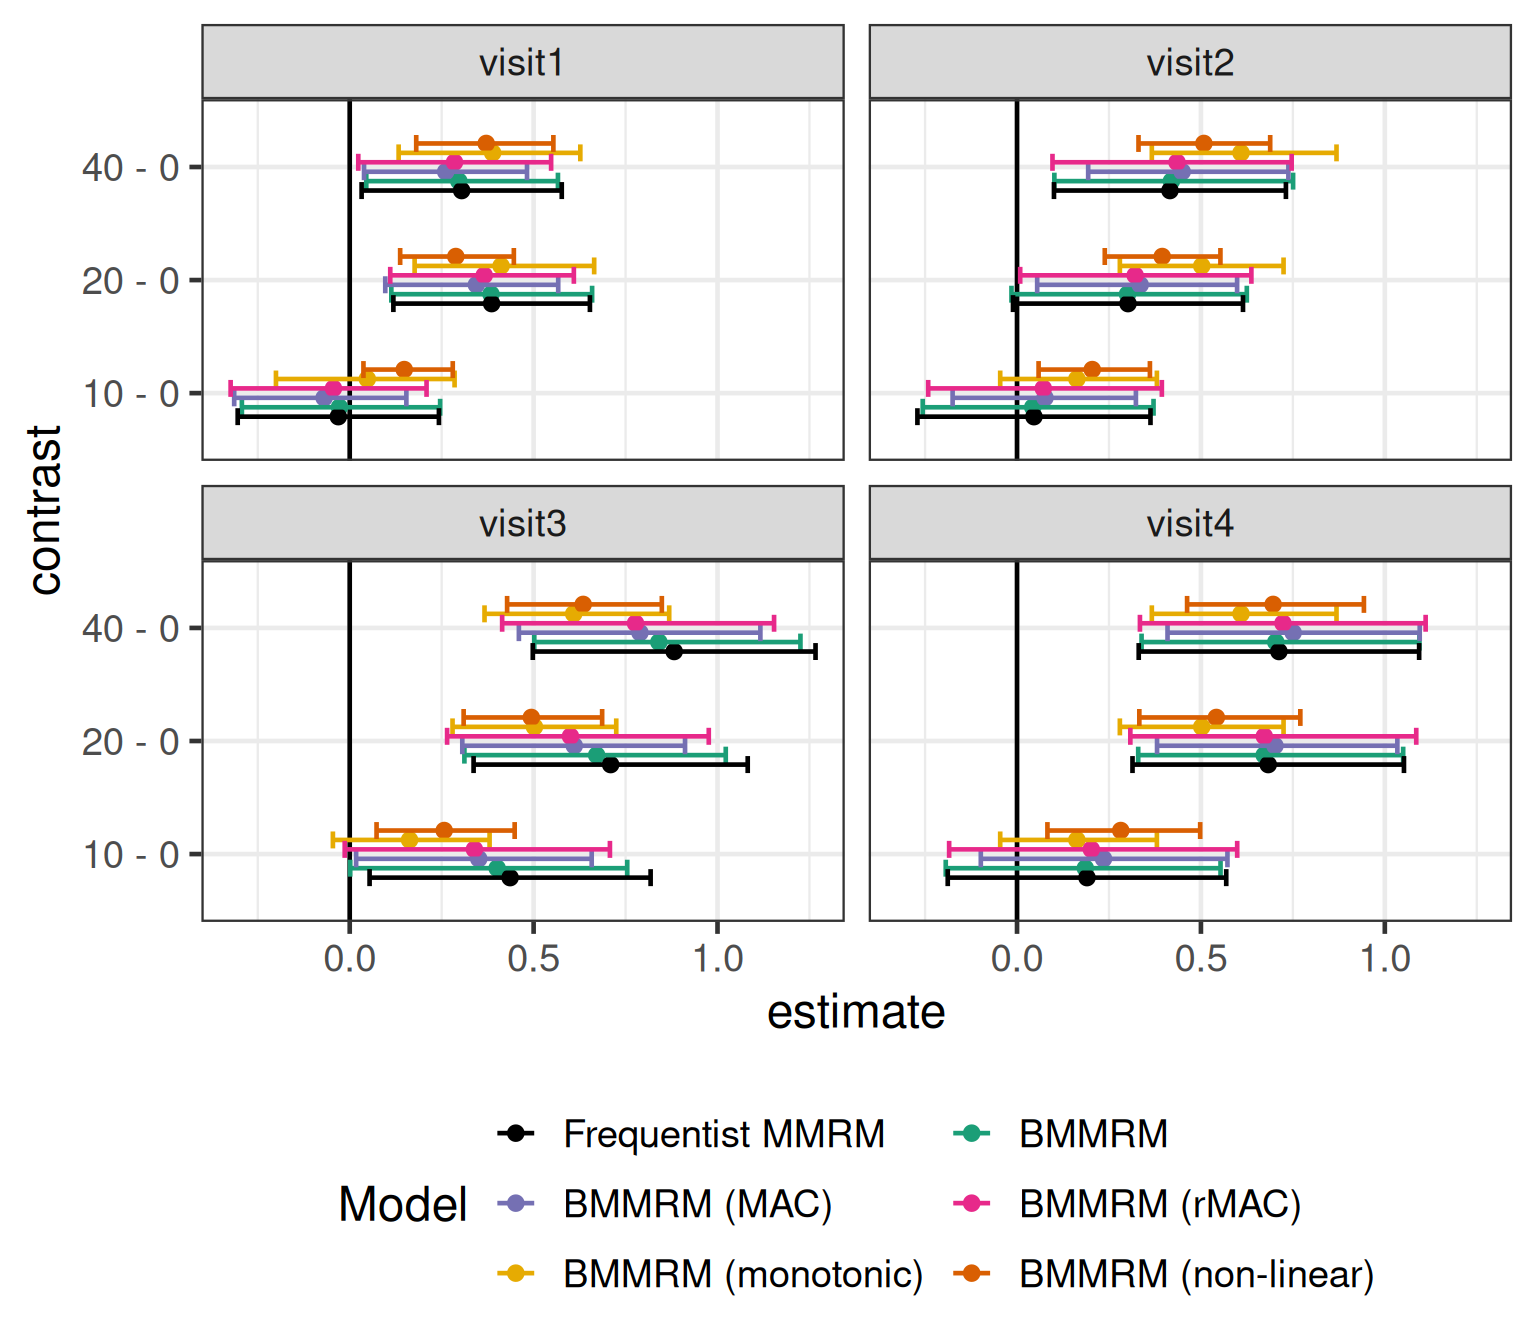 visit1
visit2
40 - 0
20 - 0
10 - 0
contrast
visit3
visit4
40 - 0
20 - 0
10 - 0
0.0 0.5 1.0
0.0 0.5 1.0
estimate
Model
Frequentist MMRM
BMMRM
BMMRM (MAC)
BMMRM (rMAC)
BMMRM (monotonic)
BMMRM (non-linear)